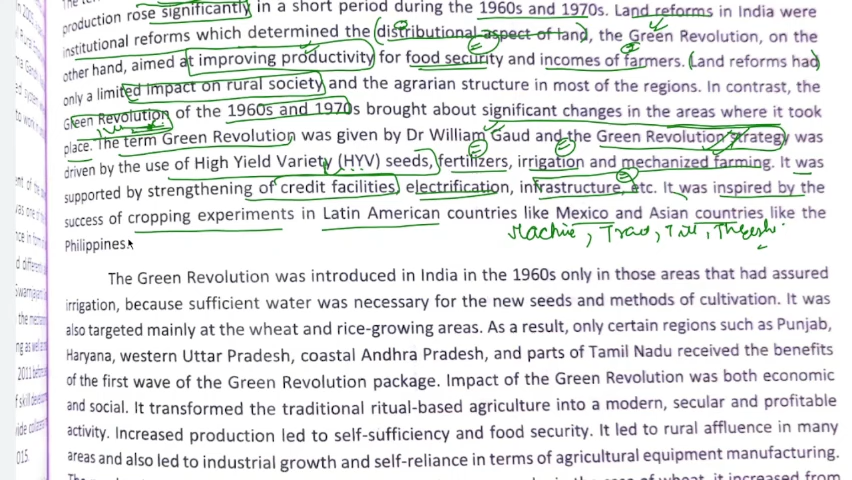 production rose significantly in a short period during the 1960s and 1970s. Land reforms in India were
institutional reforms which determined the (distributional aspect of land), the Green Revolution, on the
other hand, aimed at improving productivity for food security and incomes of farmers. (Land reforms had)
only a limited impact on rural society and the agrarian structure in most of the regions. In contrast, the
Green Revolution of the 1960s and 1970s brought about significant changes in the areas where it took
place. The term Green Revolution was given by Dr William Gaud and the Green Revolution strategy was
driven by the use of High Yield Variety (HYV) seeds, fertilizers, irrigation and mechanized farming. It was
supported by strengthening of credit facilities, electrification, infrastructure, etc. It was inspired by the
success of cropping experiments in Latin American countries like Mexico and Asian countries like the
Philippines.
The Green Revolution was introduced in India in the 1960s only in those areas that had assured
irrigation, because sufficient water was necessary for the new seeds and methods of cultivation. It was
also targeted mainly at the wheat and rice-growing areas. As a result, only certain regions such as Punjab,
Haryana, western Uttar Pradesh, coastal Andhra Pradesh, and parts of Tamil Nadu received the benefits
of the first wave of the Green Revolution package. Impact of the Green Revolution was both economic
and social. It transformed the traditional ritual-based agriculture into a modern, secular and profitable
activity. Increased production led to self-sufficiency and food security. It led to rural affluence in many
areas and also led to industrial growth and self-reliance in terms of agricultural equipment manufacturing.
in the case of wheat, it increased from